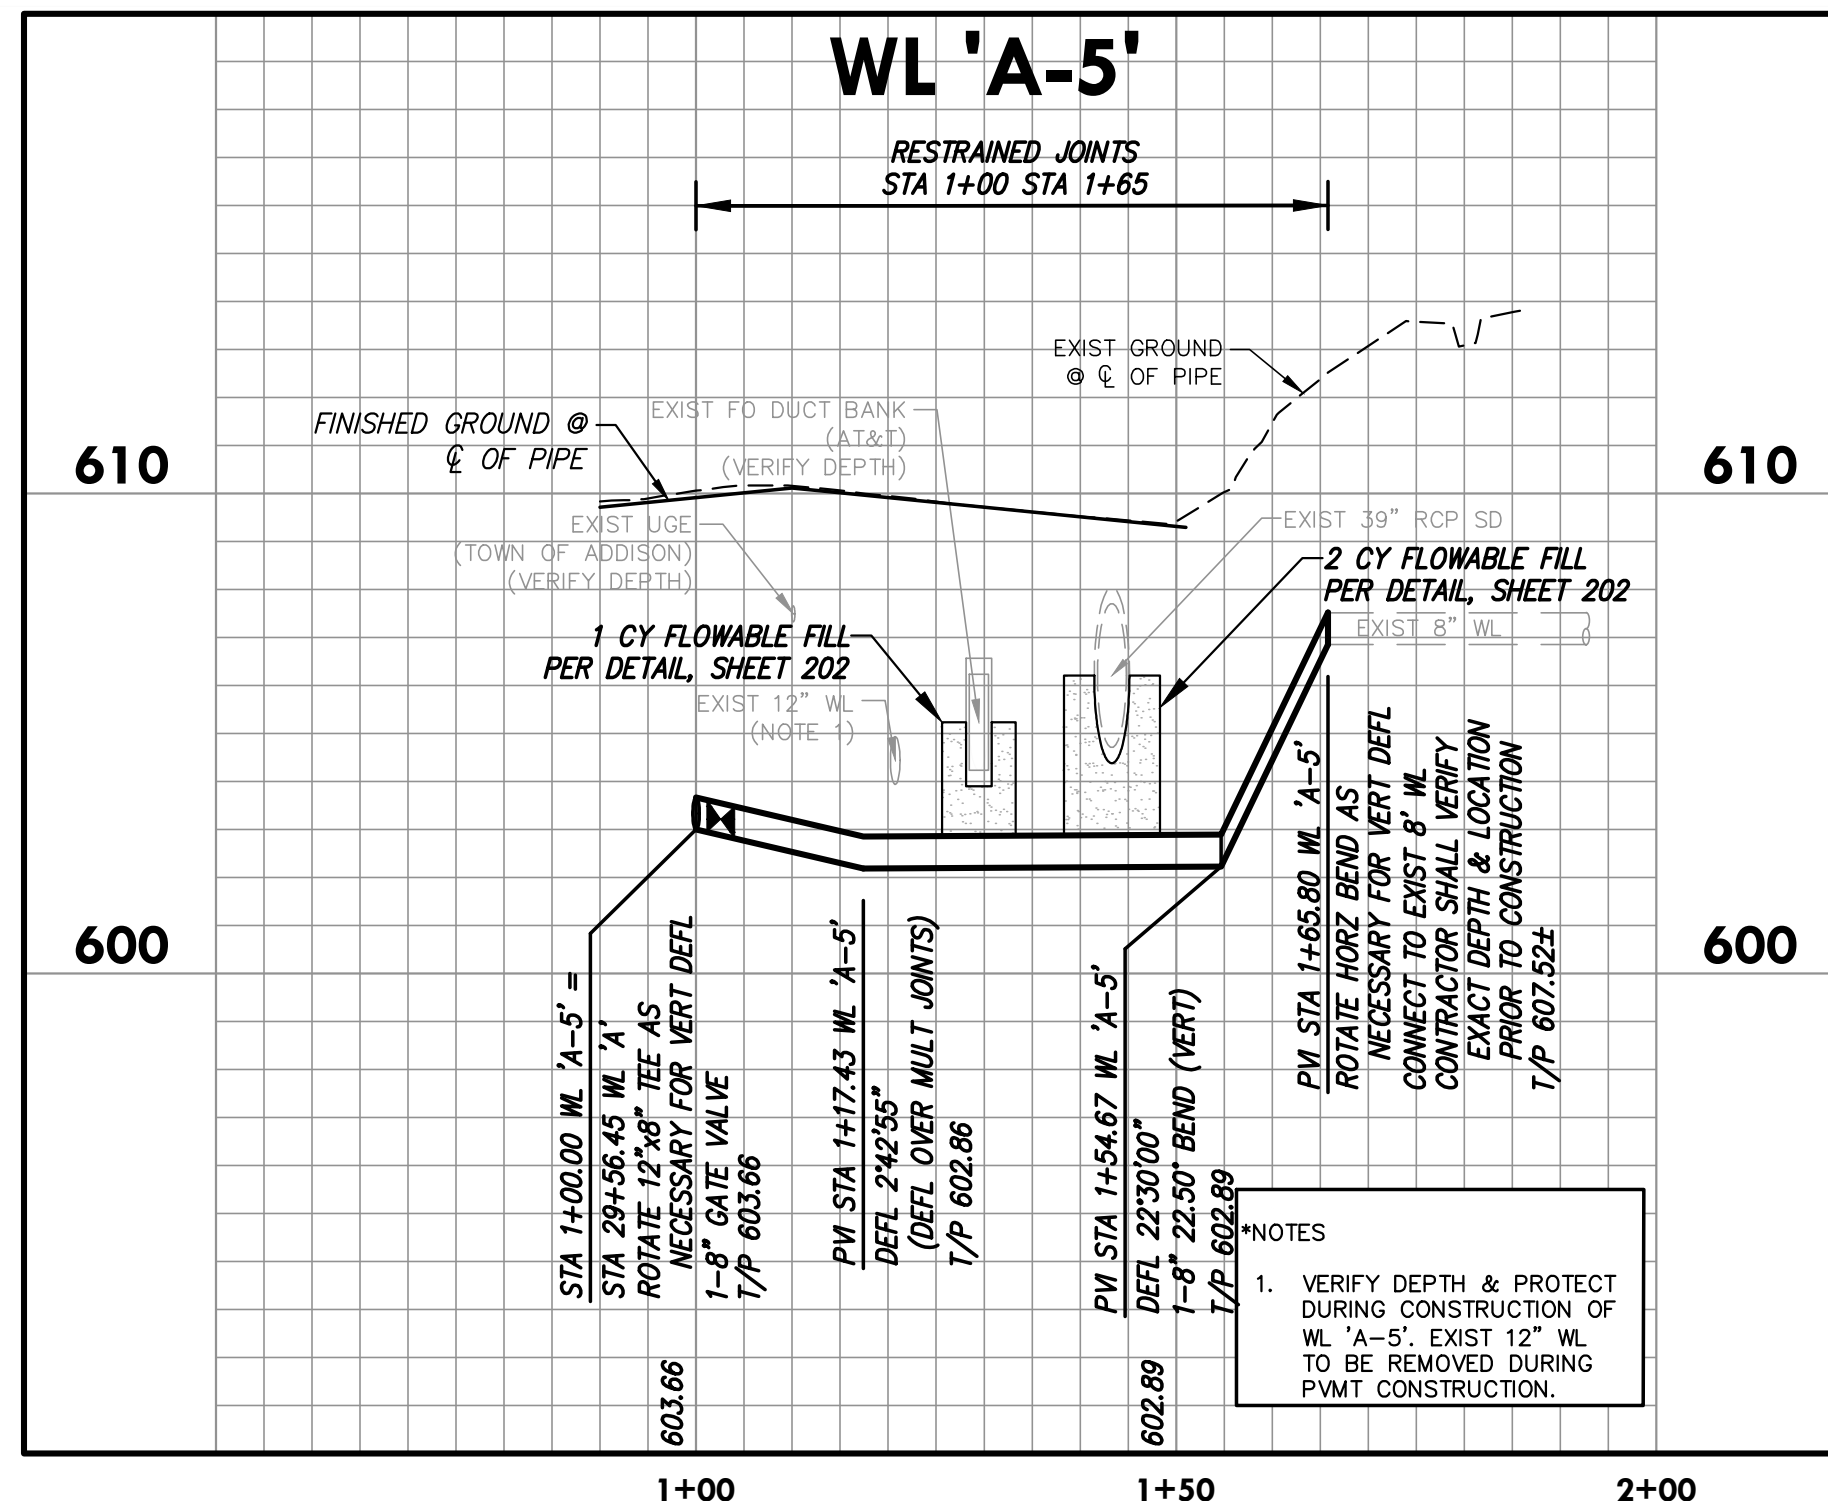 WL 'A-5'
RESTRAINED JOINTS
STA 1+00 STA 1+65
EXIST GROUND
@ ℄ OF PIPE
EXIST FO DUCT BANK
(AT&T)
(VERIFY DEPTH)
FINISHED GROUND @
℄ OF PIPE
610
610
EXIST UGE
(TOWN OF ADDISON)
(VERIFY DEPTH)
EXIST 39" RCP SD
2 CY FLOWABLE FILL
PER DETAIL, SHEET 202
EXIST 8" WL
1 CY FLOWABLE FILL
PER DETAIL, SHEET 202
EXIST 12" WL
(NOTE 1)
600
600
STA 1+00.00 WL 'A-5' =
STA 29+56.45 WL 'A'
ROTATE 12"x8" TEE AS
NECESSARY FOR VERT DEFL
1-8" GATE VALVE
T/P 603.66
PVI STA 1+17.43 WL 'A-5'
DEFL 2°42'55"
(DEFL OVER MULT JOINTS)
T/P 602.86
PVI STA 1+54.67 WL 'A-5'
DEFL 22°30'00"
1-8" 22.50° BEND (VERT)
T/P 602.89
PVI STA 1+65.80 WL 'A-5'
ROTATE HORZ BEND AS
NECESSARY FOR VERT DEFL
CONNECT TO EXIST 8' WL
CONTRACTOR SHALL VERIFY
EXACT DEPTH & LOCATION
PRIOR TO CONSTRUCTION
T/P 607.52±
*NOTES
1. VERIFY DEPTH & PROTECT
DURING CONSTRUCTION OF
WL 'A-5'. EXIST 12" WL
TO BE REMOVED DURING
PVMT CONSTRUCTION.
603.66
602.89
1+00
1+50
2+00